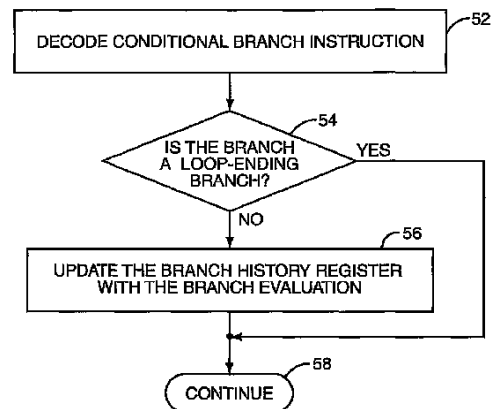 52
DECODE CONDITIONAL BRANCH INSTRUCTION
54
IS THE BRANCH
A LOOP-ENDING
BRANCH?
YES
NO
56
UPDATE THE BRANCH HISTORY REGISTER
WITH THE BRANCH EVALUATION
58
CONTINUE